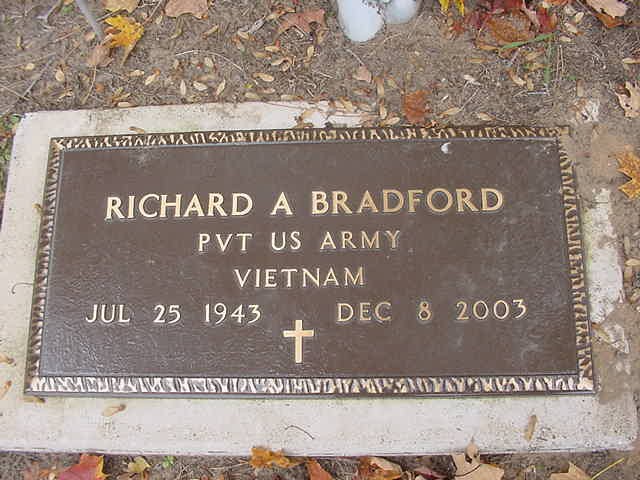 RICHARD A BRADFORD
PVT US ARMY
VIETNAM
JUL 25 1943 DEC 8 2003